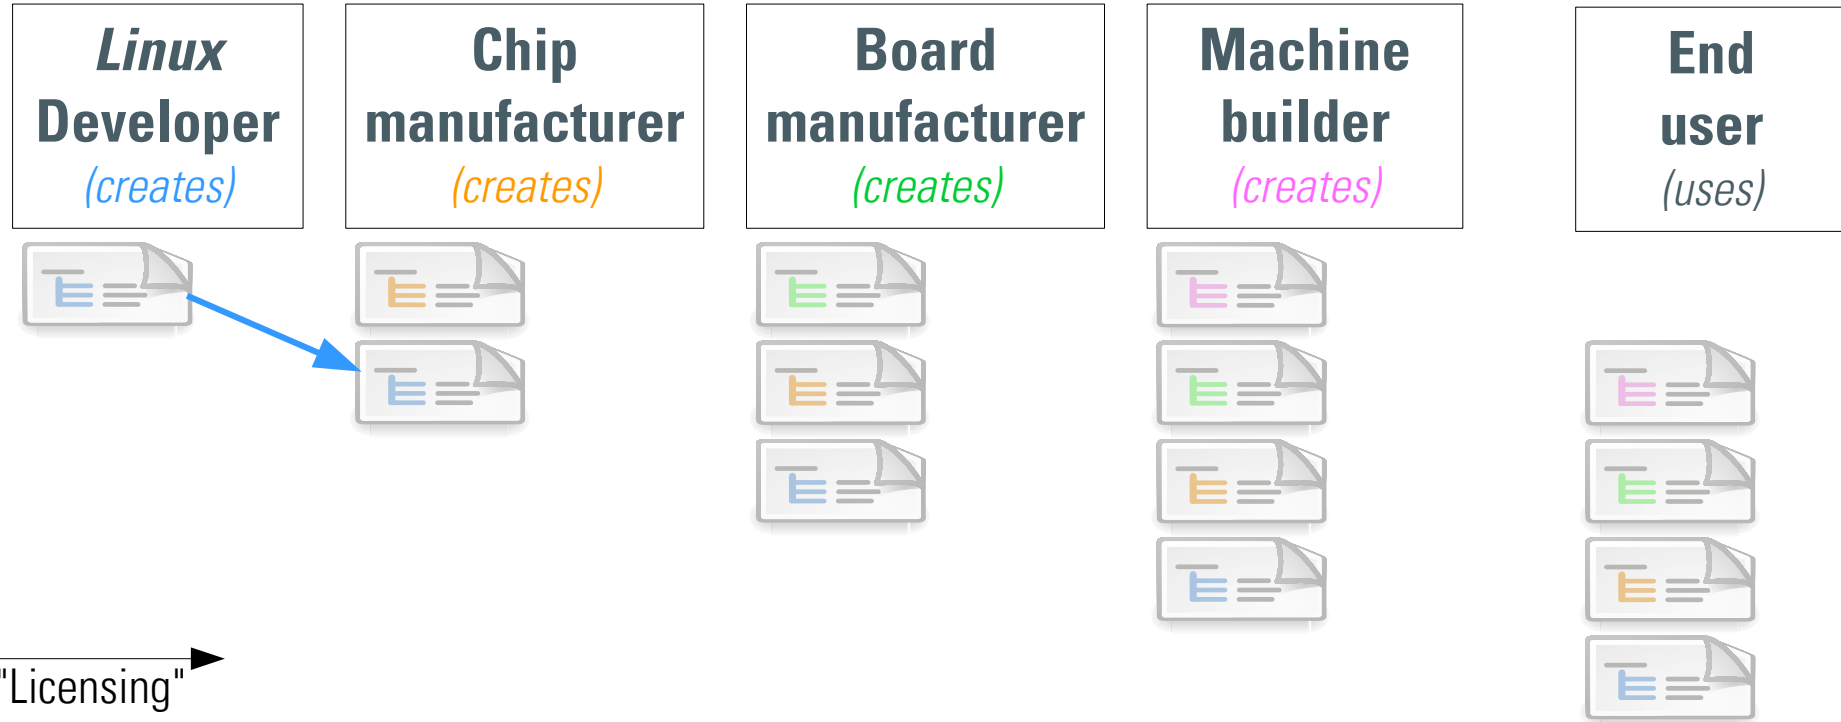 Linux
Developer
(creates)
Chip
manufacturer
(creates)
Board
manufacturer
(creates)
Machine
builder
(creates)
End
user
(uses)
"Licensing"